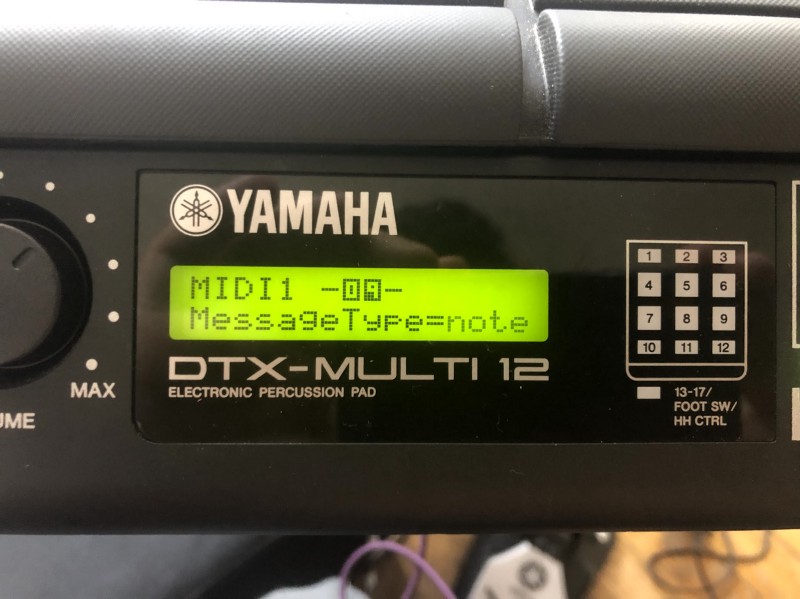 YAMAHA
MIDI1 -09-
MessageType=note
DTX-MULTI 12
ELECTRONIC PERCUSSION PAD
MAX
UME
1 2 3
4 5 6
7 8 9
10 11 12
13-17/
FOOT SW/
HH CTRL